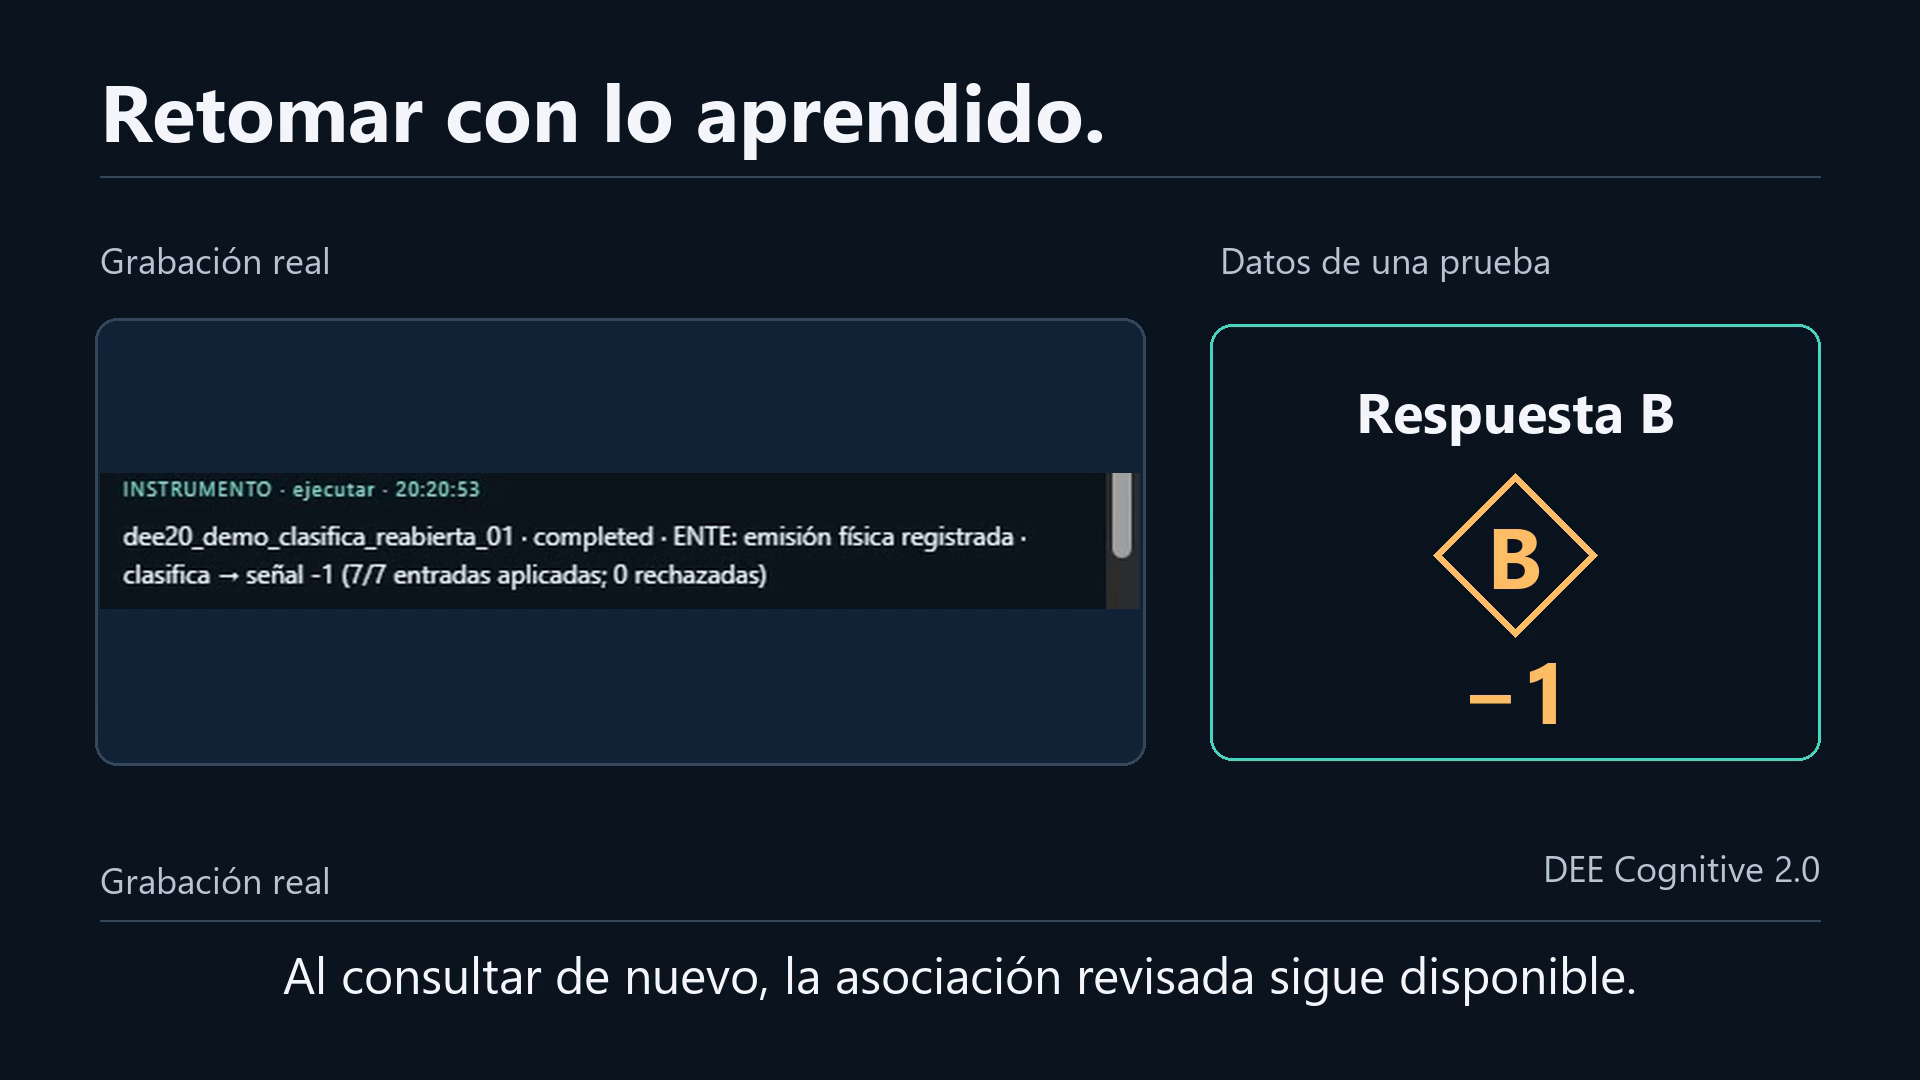 Retomar con lo aprendido.
Grabación real
Datos de una prueba
INSTRUMENTO · ejecutar · 20:20:53
dee20_demo_clasifica_reabierta_01 · completed · ENTE: emisión física registrada ·
clasifica → señal -1 (7/7 entradas aplicadas; 0 rechazadas)
Respuesta B
B
−1
Grabación real
DEE Cognitive 2.0
Al consultar de nuevo, la asociación revisada sigue disponible.